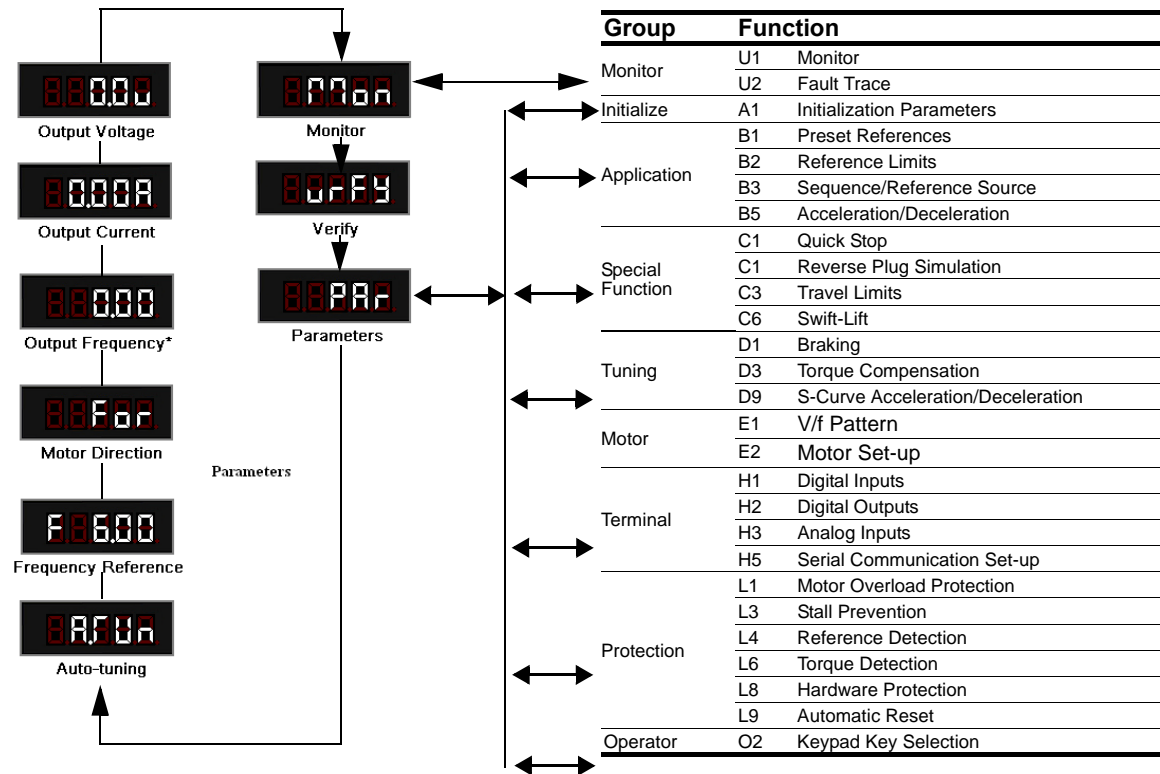 0.0u
Output Voltage
0.00A
Output Current
0.00
Output Frequency*
For
Motor Direction
F 6.00
Frequency Reference
A.TUn
Auto-tuning
Mon
Monitor
urFy
Verify
PAr
Parameters
Parameters
Group Function
Monitor U1 Monitor
U2 Fault Trace
Initialize A1 Initialization Parameters
Application B1 Preset References
B2 Reference Limits
B3 Sequence/Reference Source
B5 Acceleration/Deceleration
Special Function C1 Quick Stop
C1 Reverse Plug Simulation
C3 Travel Limits
C6 Swift-Lift
Tuning D1 Braking
D3 Torque Compensation
D9 S-Curve Acceleration/Deceleration
Motor E1 V/f Pattern
E2 Motor Set-up
Terminal H1 Digital Inputs
H2 Digital Outputs
H3 Analog Inputs
H5 Serial Communication Set-up
Protection L1 Motor Overload Protection
L3 Stall Prevention
L4 Reference Detection
L6 Torque Detection
L8 Hardware Protection
L9 Automatic Reset
Operator O2 Keypad Key Selection